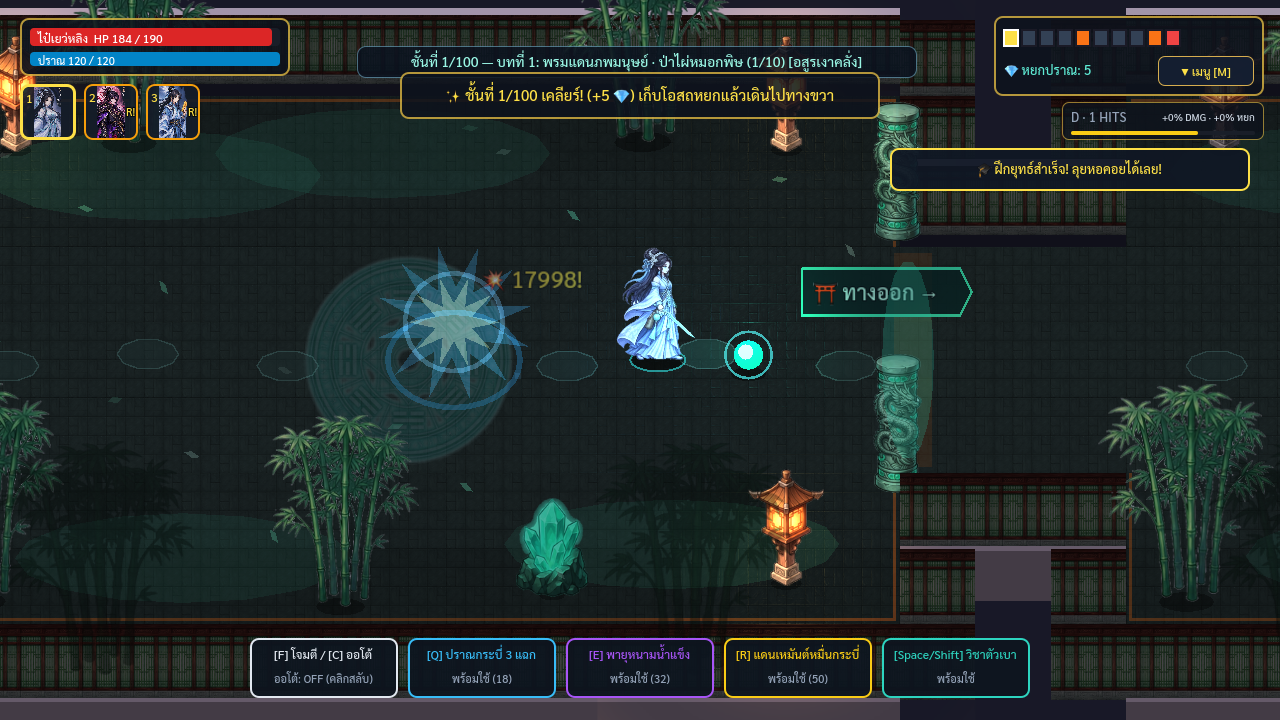 ไป๋เยว่หลิง HP 184 / 190
ปราณ 120 / 120
1
2
R!
3
R!
ชั้นที่ 1/100 — บทที่ 1: พรมแดนภพมนุษย์ · ป่าไผ่หมอกพิษ (1/10) [อสูรเงาคลั่ง]
✨ ชั้นที่ 1/100 เคลียร์! (+5 💎) เก็บโอสถหยกแล้วเดินไปทางขวา
💎 หยกปราณ: 5
▼ เมนู [M]
D · 1 HITS
+0% DMG · +0% หยก
ฝึกยุทธ์สำเร็จ! ลุยหอคอยได้เลย!
💥 17998!
⛩️ ทางออก →
[F] โจมตี / [C] ออโต้
ออโต้: OFF (คลิกสลับ)
[Q] ปราณกระบี่ 3 แฉก
พร้อมใช้ (18)
[E] พายุหนามน้ำแข็ง
พร้อมใช้ (32)
[R] แดนเหมันต์หมื่นกระบี่
พร้อมใช้ (50)
[Space/Shift] วิชาตัวเบา
พร้อมใช้